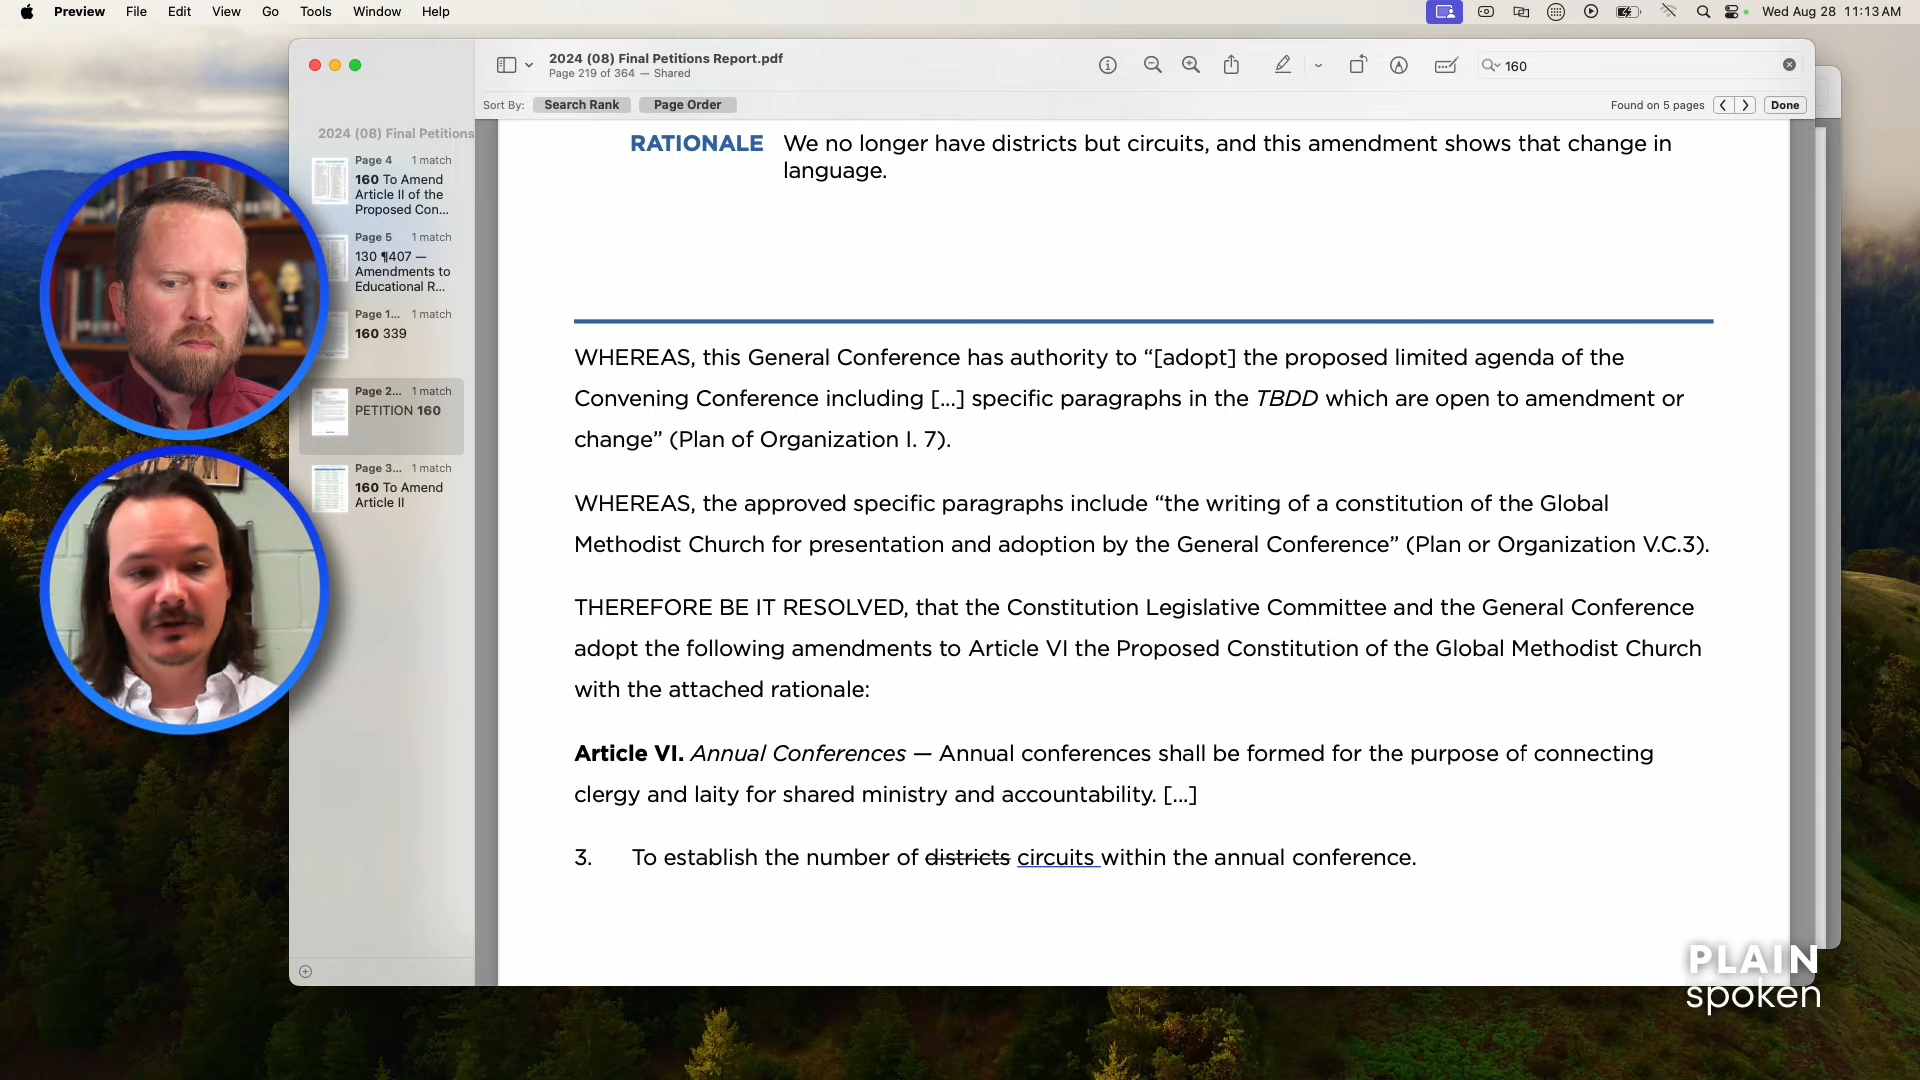 Preview File Edit View Go Tools Window Help
Wed Aug 28 11:13 AM
2024 (08) Final Petitions Report.pdf
Page 219 of 364 — Shared
160
Sort By: Search Rank Page Order
Found on 5 pages Done
2024 (08) Final Petitions
Page 4 1 match
160 To Amend
Article II of the
Proposed Con...
Page 5 1 match
130 ¶407 —
Amendments to
Educational R...
Page 1... 1 match
160 339
Page 2... 1 match
PETITION 160
Page 3... 1 match
160 To Amend
Article II
RATIONALE We no longer have districts but circuits, and this amendment shows that change in
language.
WHEREAS, this General Conference has authority to “[adopt] the proposed limited agenda of the
Convening Conference including [...] specific paragraphs in the TBDD which are open to amendment or
change” (Plan of Organization I. 7).
WHEREAS, the approved specific paragraphs include “the writing of a constitution of the Global
Methodist Church for presentation and adoption by the General Conference” (Plan or Organization V.C.3).
THEREFORE BE IT RESOLVED, that the Constitution Legislative Committee and the General Conference
adopt the following amendments to Article VI the Proposed Constitution of the Global Methodist Church
with the attached rationale:
Article VI. Annual Conferences — Annual conferences shall be formed for the purpose of connecting
clergy and laity for shared ministry and accountability. [...]
3. To establish the number of districts circuits within the annual conference.
PLAIN
spoken